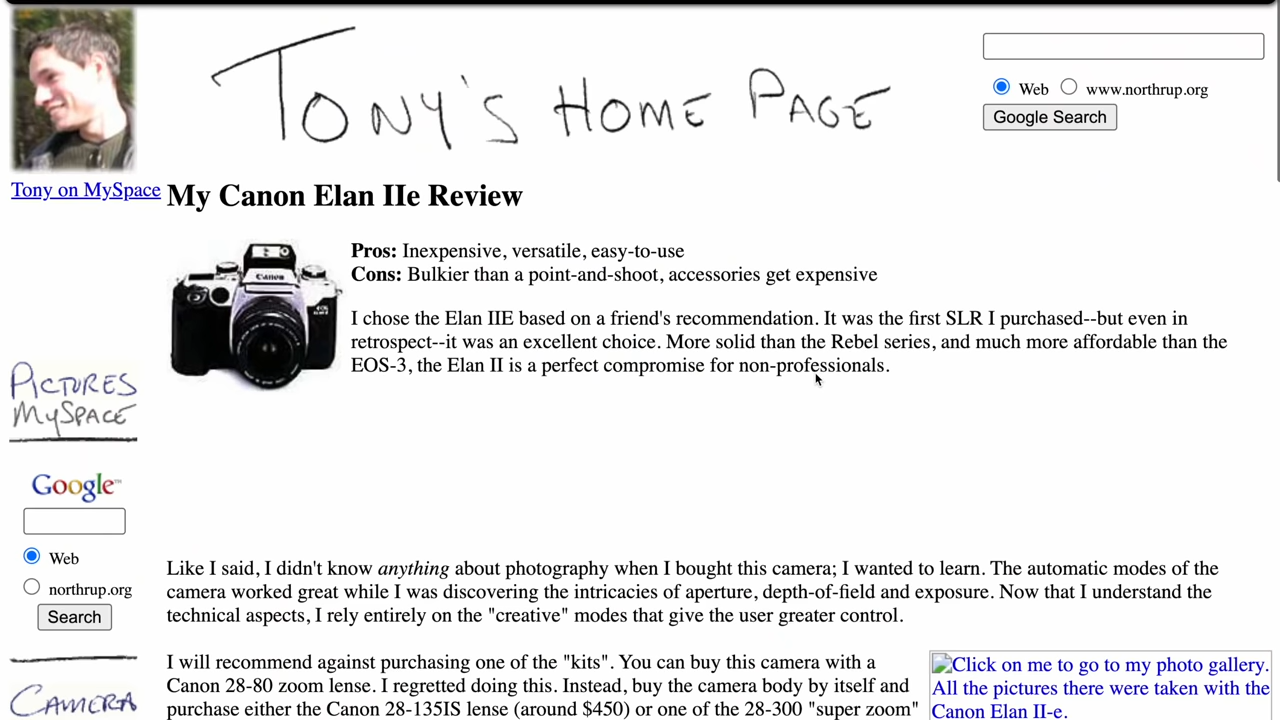 TONY'S HOME PAGE
Web www.northrup.org
Google Search
Tony on MySpace
My Canon Elan IIe Review
Canon
Pros: Inexpensive, versatile, easy-to-use
Cons: Bulkier than a point-and-shoot, accessories get expensive
I chose the Elan IIE based on a friend's recommendation. It was the first SLR I purchased--but even in
retrospect--it was an excellent choice. More solid than the Rebel series, and much more affordable than the
EOS-3, the Elan II is a perfect compromise for non-professionals.
PICTURES
MYSPACE
Google™
Web
northrup.org
Search
CAMERA
Like I said, I didn't know anything about photography when I bought this camera; I wanted to learn. The automatic modes of the
camera worked great while I was discovering the intricacies of aperture, depth-of-field and exposure. Now that I understand the
technical aspects, I rely entirely on the "creative" modes that give the user greater control.
I will recommend against purchasing one of the "kits". You can buy this camera with a
Canon 28-80 zoom lense. I regretted doing this. Instead, buy the camera body by itself and
purchase either the Canon 28-135IS lense (around $450) or one of the 28-300 "super zoom"
Click on me to go to my photo gallery.
All the pictures there were taken with the
Canon Elan II-e.